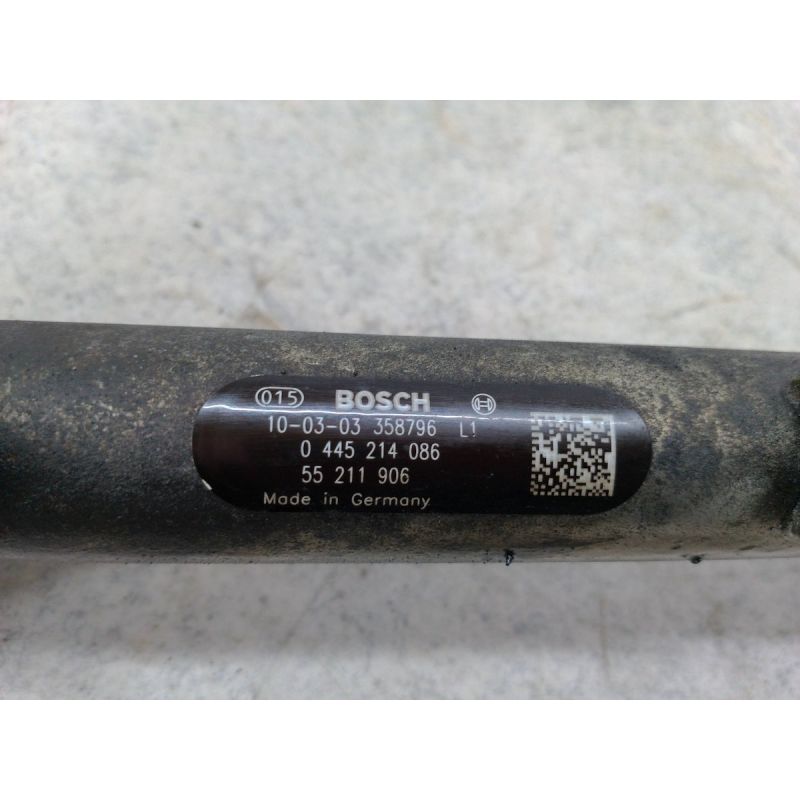 015 BOSCH
10-03-03 358796 L1
0 445 214 086
55 211 906
Made in Germany